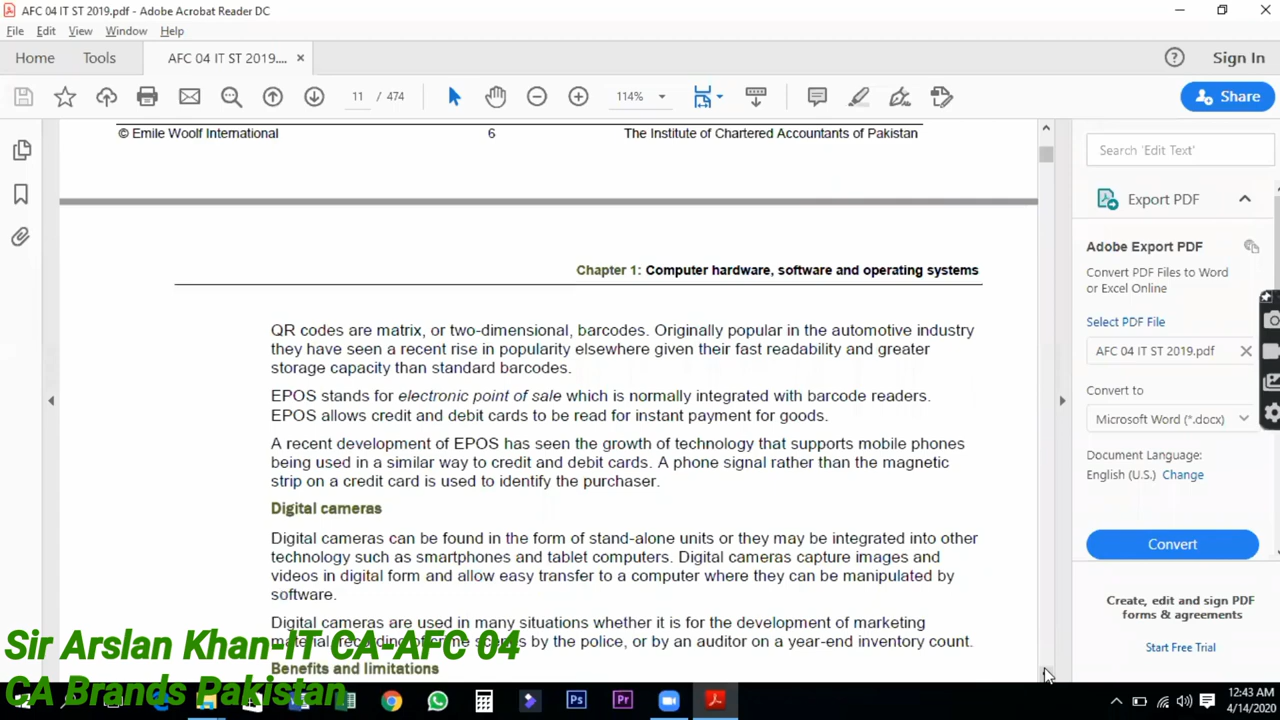 AFC 04 IT ST 2019.pdf - Adobe Acrobat Reader DC
File Edit View Window Help
Home Tools AFC 04 IT ST 2019.... × Sign In
11 / 474 114% Share
© Emile Woolf International 6 The Institute of Chartered Accountants of Pakistan
Chapter 1: Computer hardware, software and operating systems
QR codes are matrix, or two-dimensional, barcodes. Originally popular in the automotive industry
they have seen a recent rise in popularity elsewhere given their fast readability and greater
storage capacity than standard barcodes.
EPOS stands for electronic point of sale which is normally integrated with barcode readers.
EPOS allows credit and debit cards to be read for instant payment for goods.
A recent development of EPOS has seen the growth of technology that supports mobile phones
being used in a similar way to credit and debit cards. A phone signal rather than the magnetic
strip on a credit card is used to identify the purchaser.
Digital cameras
Digital cameras can be found in the form of stand-alone units or they may be integrated into other
technology such as smartphones and tablet computers. Digital cameras capture images and
videos in digital form and allow easy transfer to a computer where they can be manipulated by
software.
Digital cameras are used in many situations whether it is for the development of marketing
material, recording of crime scenes by the police, or by an auditor on a year-end inventory count.
Benefits and limitations
Search 'Edit Text'
Export PDF
Adobe Export PDF
Convert PDF Files to Word
or Excel Online
Select PDF File
AFC 04 IT ST 2019.pdf ×
Convert to
Microsoft Word (*.docx)
Document Language:
English (U.S.) Change
Convert
Create, edit and sign PDF
forms & agreements
Start Free Trial
Sir Arslan Khan-IT CA-AFC 04
CA Brands Pakistan
Ps Pr
12:43 AM
4/14/2020